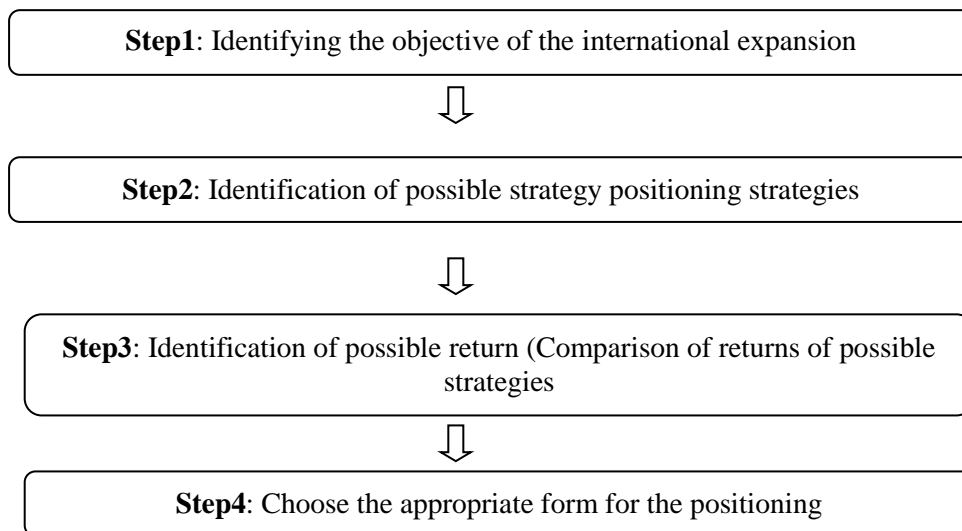 Step1: Identifying the objective of the international expansion
Step2: Identification of possible strategy positioning strategies
Step3: Identification of possible return (Comparison of returns of possible
strategies
Step4: Choose the appropriate form for the positioning